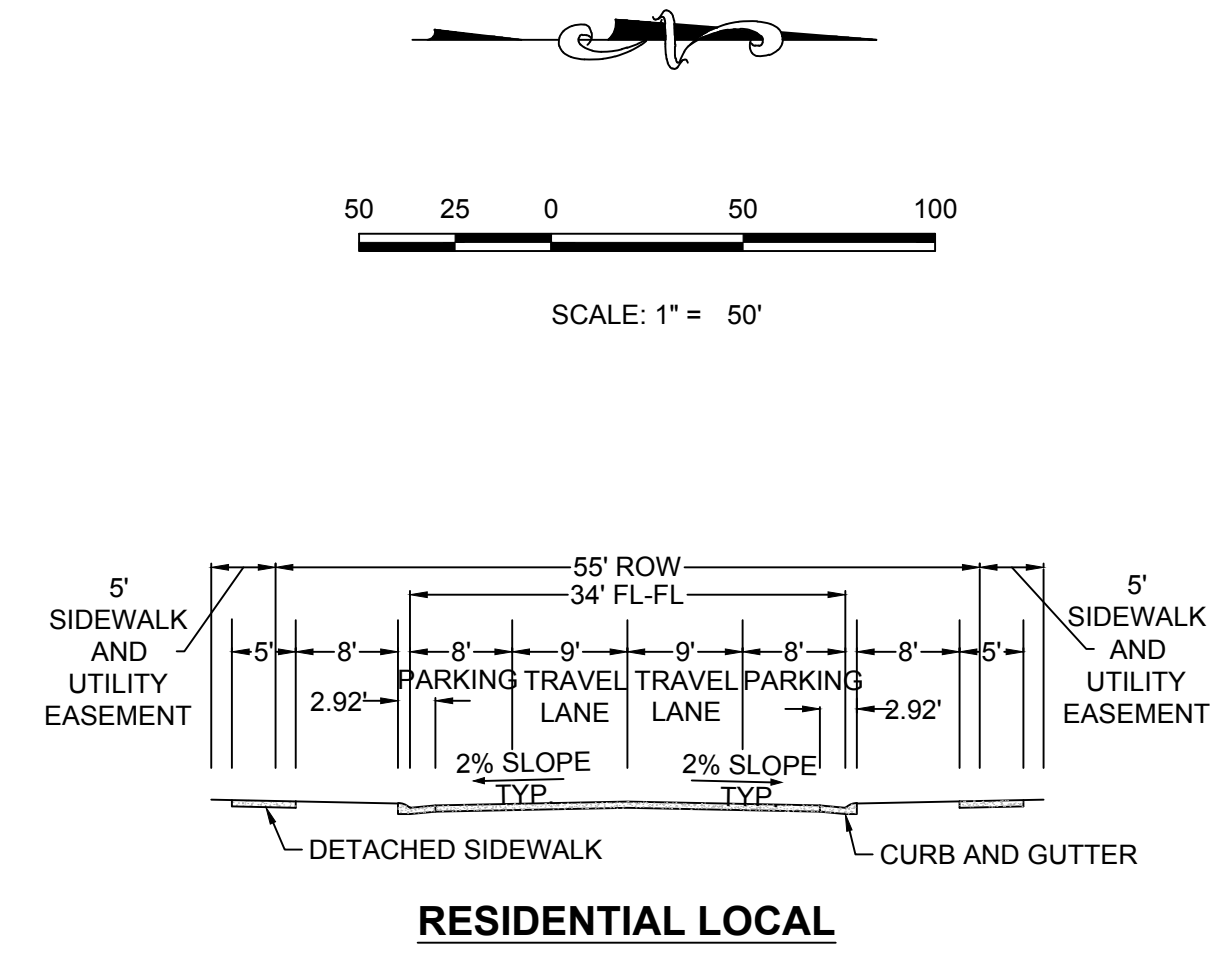 50 25 0 50 100
SCALE: 1" = 50'
55' ROW
34' FL-FL
5'
SIDEWALK
AND
UTILITY
EASEMENT
5' 8' 8' 9' 9' 8' 8' 5'
PARKING TRAVEL TRAVEL PARKING
LANE LANE
2.92' 2.92'
5'
SIDEWALK
AND
UTILITY
EASEMENT
2% SLOPE 2% SLOPE
TYP. TYP.
DETACHED SIDEWALK
CURB AND GUTTER
RESIDENTIAL LOCAL